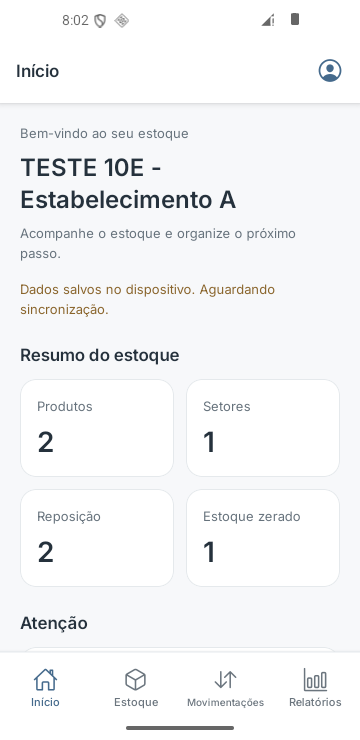 8:02
Início
Bem-vindo ao seu estoque
TESTE 10E -
Estabelecimento A
Acompanhe o estoque e organize o próximo
passo.
Dados salvos no dispositivo. Aguardando
sincronização.
Resumo do estoque
Produtos
Setores
2
1
Reposição
Estoque zerado
2
1
Atenção
Início
Estoque
Movimentações
Relatórios